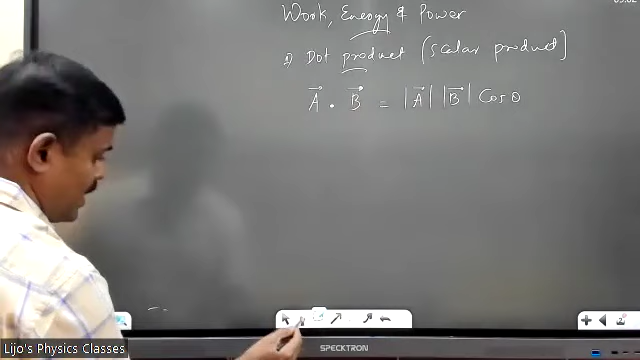 Work, Energy & Power
1) Dot product (scalar product]
A⃗ . B⃗ = |A⃗| |B⃗| Cos θ
SPECKTRON
Lijo's Physics Classes